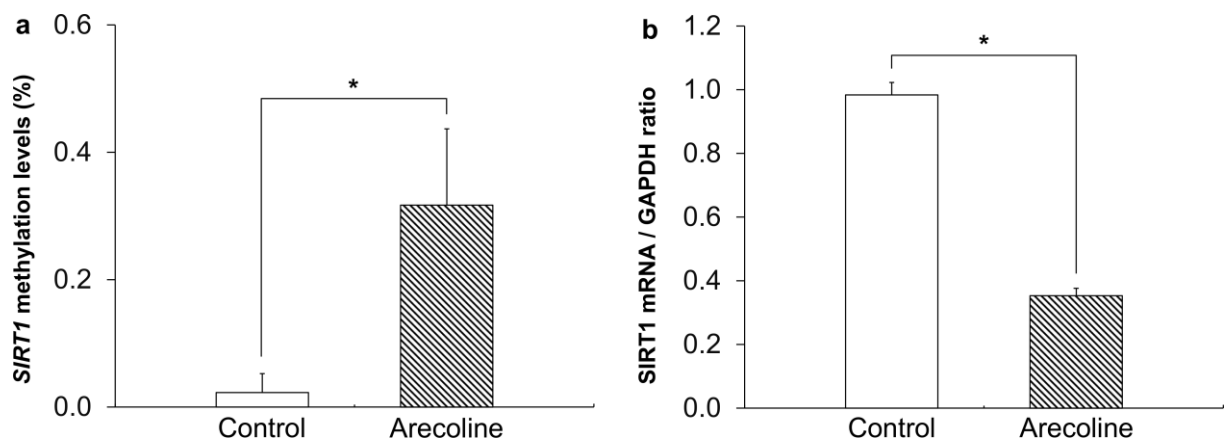 a
SIRT1 methylation levels (%)
0.6
0.4
0.2
0.0
*
Control
Arecoline
b
SIRT1 mRNA / GAPDH ratio
1.2
1.0
0.8
0.6
0.4
0.2
0.0
*
Control
Arecoline